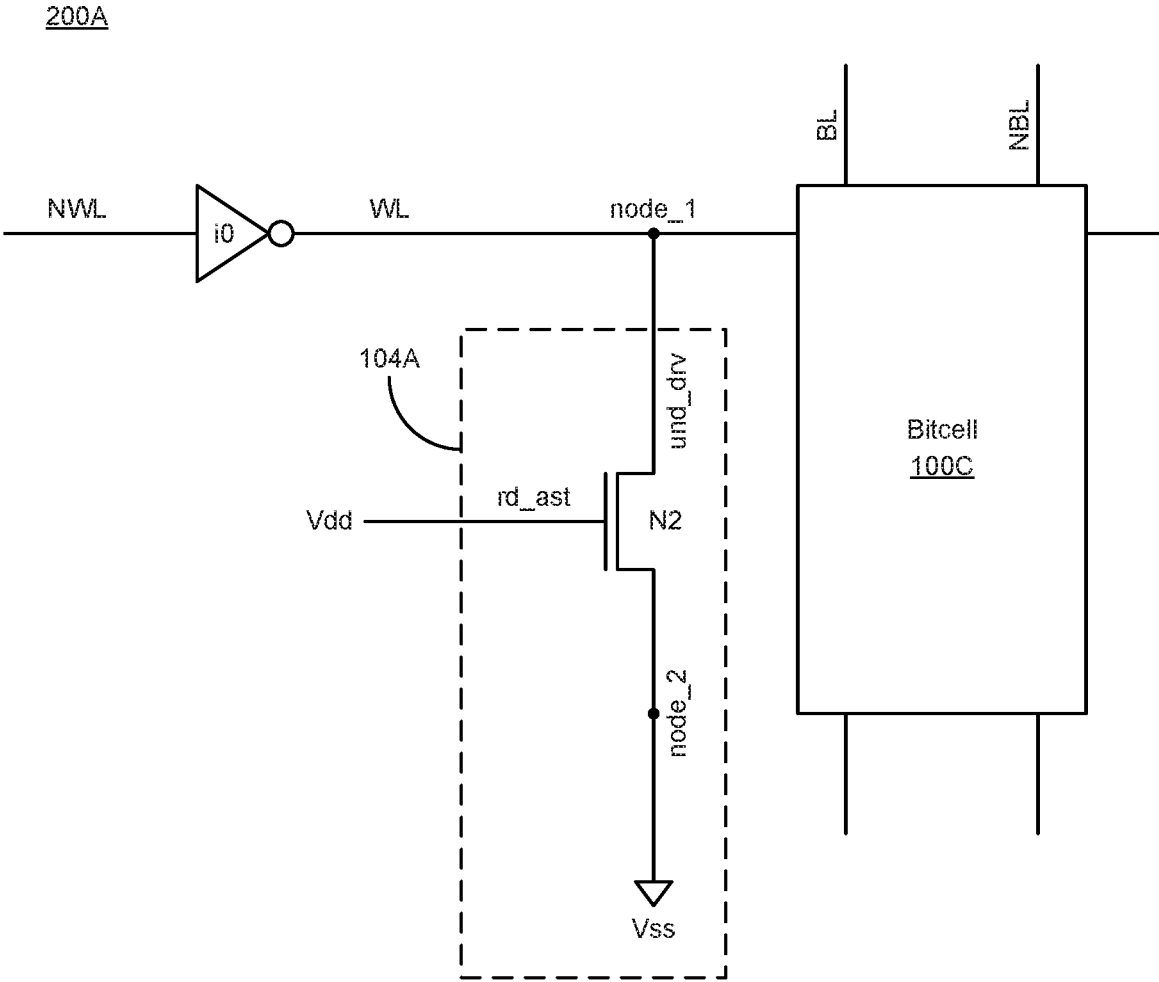 200A
BL
NBL
NWL
i0
WL
node_1
104A
und_drv
Bitcell
100C
Vdd
rd_ast
N2
node_2
Vss